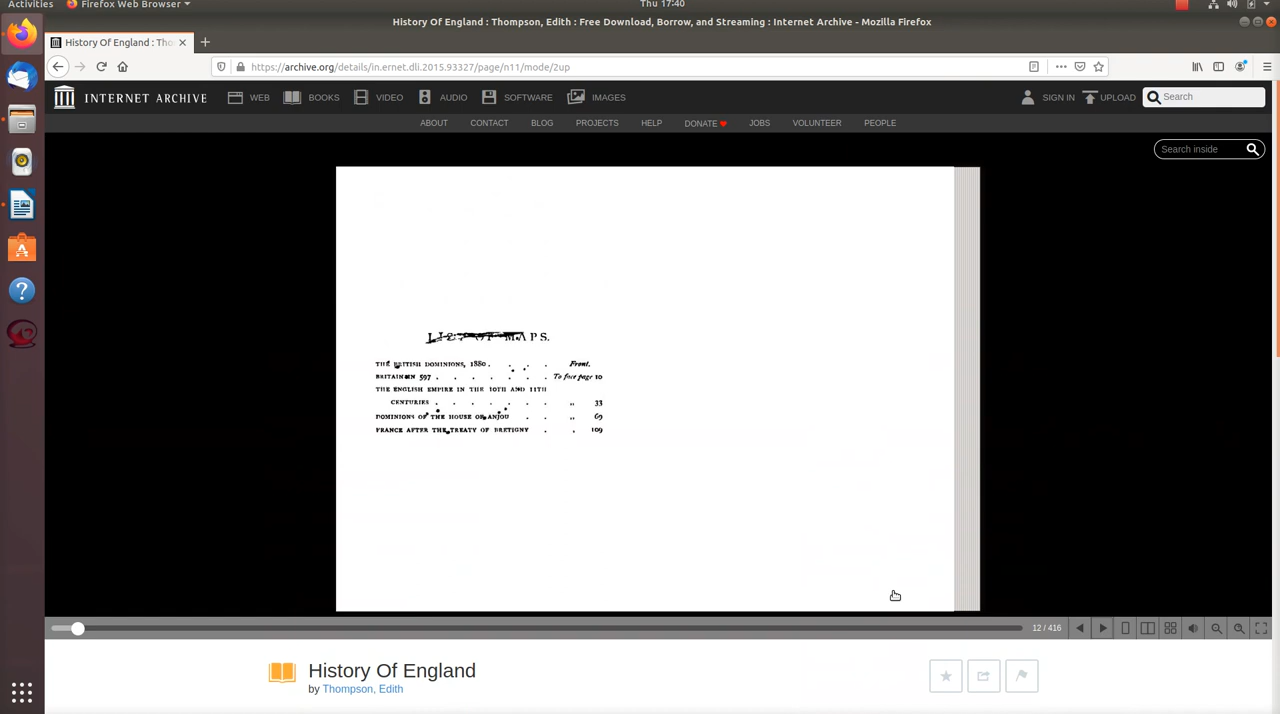 Activities Firefox Web Browser Thu 17:40
History Of England : Thompson, Edith : Free Download, Borrow, and Streaming : Internet Archive - Mozilla Firefox
History Of England : Tho
https://archive.org/details/in.ernet.dli.2015.93327/page/n11/mode/2up
INTERNET ARCHIVE WEB BOOKS VIDEO AUDIO SOFTWARE IMAGES SIGN IN UPLOAD Search
ABOUT CONTACT BLOG PROJECTS HELP DONATE JOBS VOLUNTEER PEOPLE
Search inside
LIST OF MAPS.
THE BRITISH DOMINIONS, 1880 . . . . Front.
BRITAIN IN 597 . . . . . . . To face page 10
THE ENGLISH EMPIRE IN THE 10TH AND 11TH
CENTURIES . . . . . . „ 33
DOMINIONS OF THE HOUSE OF ANJOU . . „ 69
FRANCE AFTER THE TREATY OF BRETIGNY . „ 109
12 / 416
History Of England
by Thompson, Edith